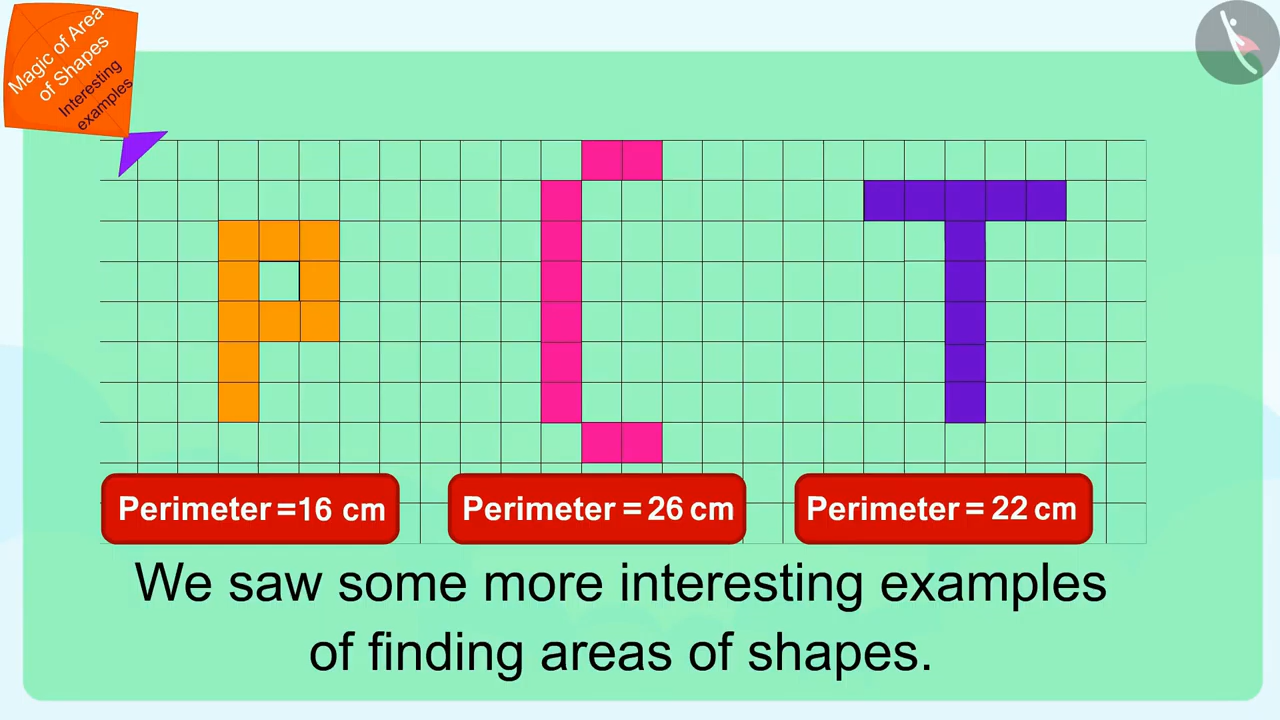 Magic of Area
of Shapes
Interesting
examples
Perimeter =16 cm
Perimeter = 26 cm
Perimeter = 22 cm
We saw some more interesting examples
of finding areas of shapes.